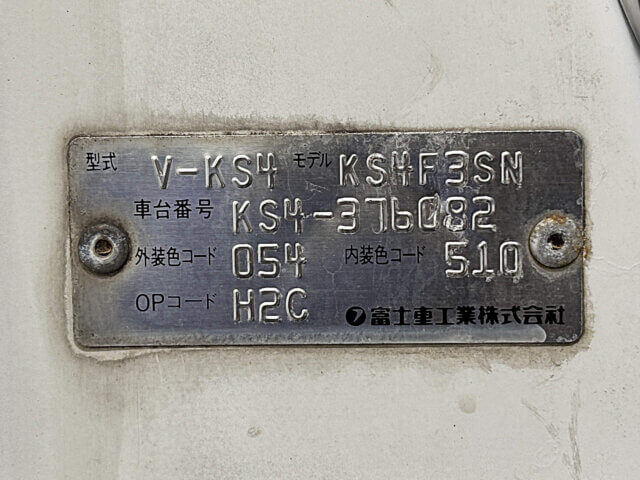 型式 V-KS4 モデル KS4F3SN
車台番号 KS4-376082
外装色コード 054 内装色コード 510
OPコード H2C 富士重工業株式会社